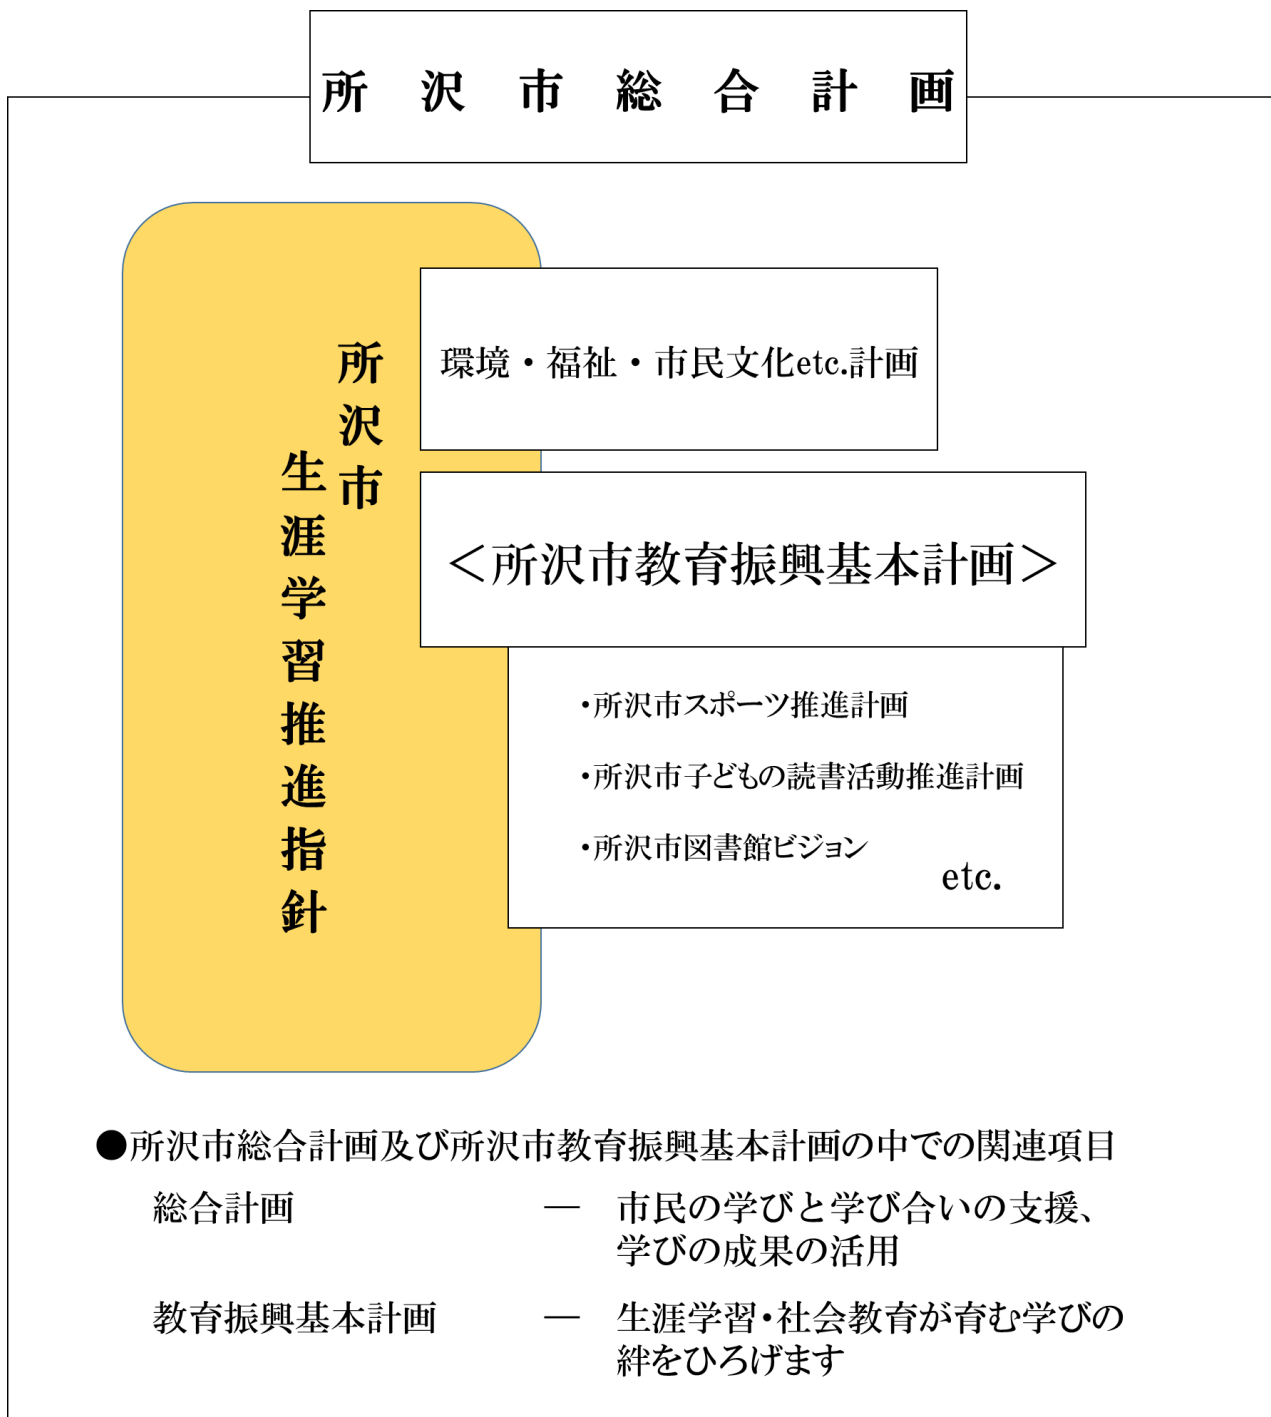 所沢市総合計画
所沢市
生涯学習推進指針
環境・福祉・市民文化etc.計画
＜所沢市教育振興基本計画＞
・所沢市スポーツ推進計画
・所沢市子どもの読書活動推進計画
・所沢市図書館ビジョン
etc.
●所沢市総合計画及び所沢市教育振興基本計画の中での関連項目
総合計画 ― 市民の学びと学び合いの支援、
学びの成果の活用
教育振興基本計画 ― 生涯学習・社会教育が育む学びの
絆をひろげます